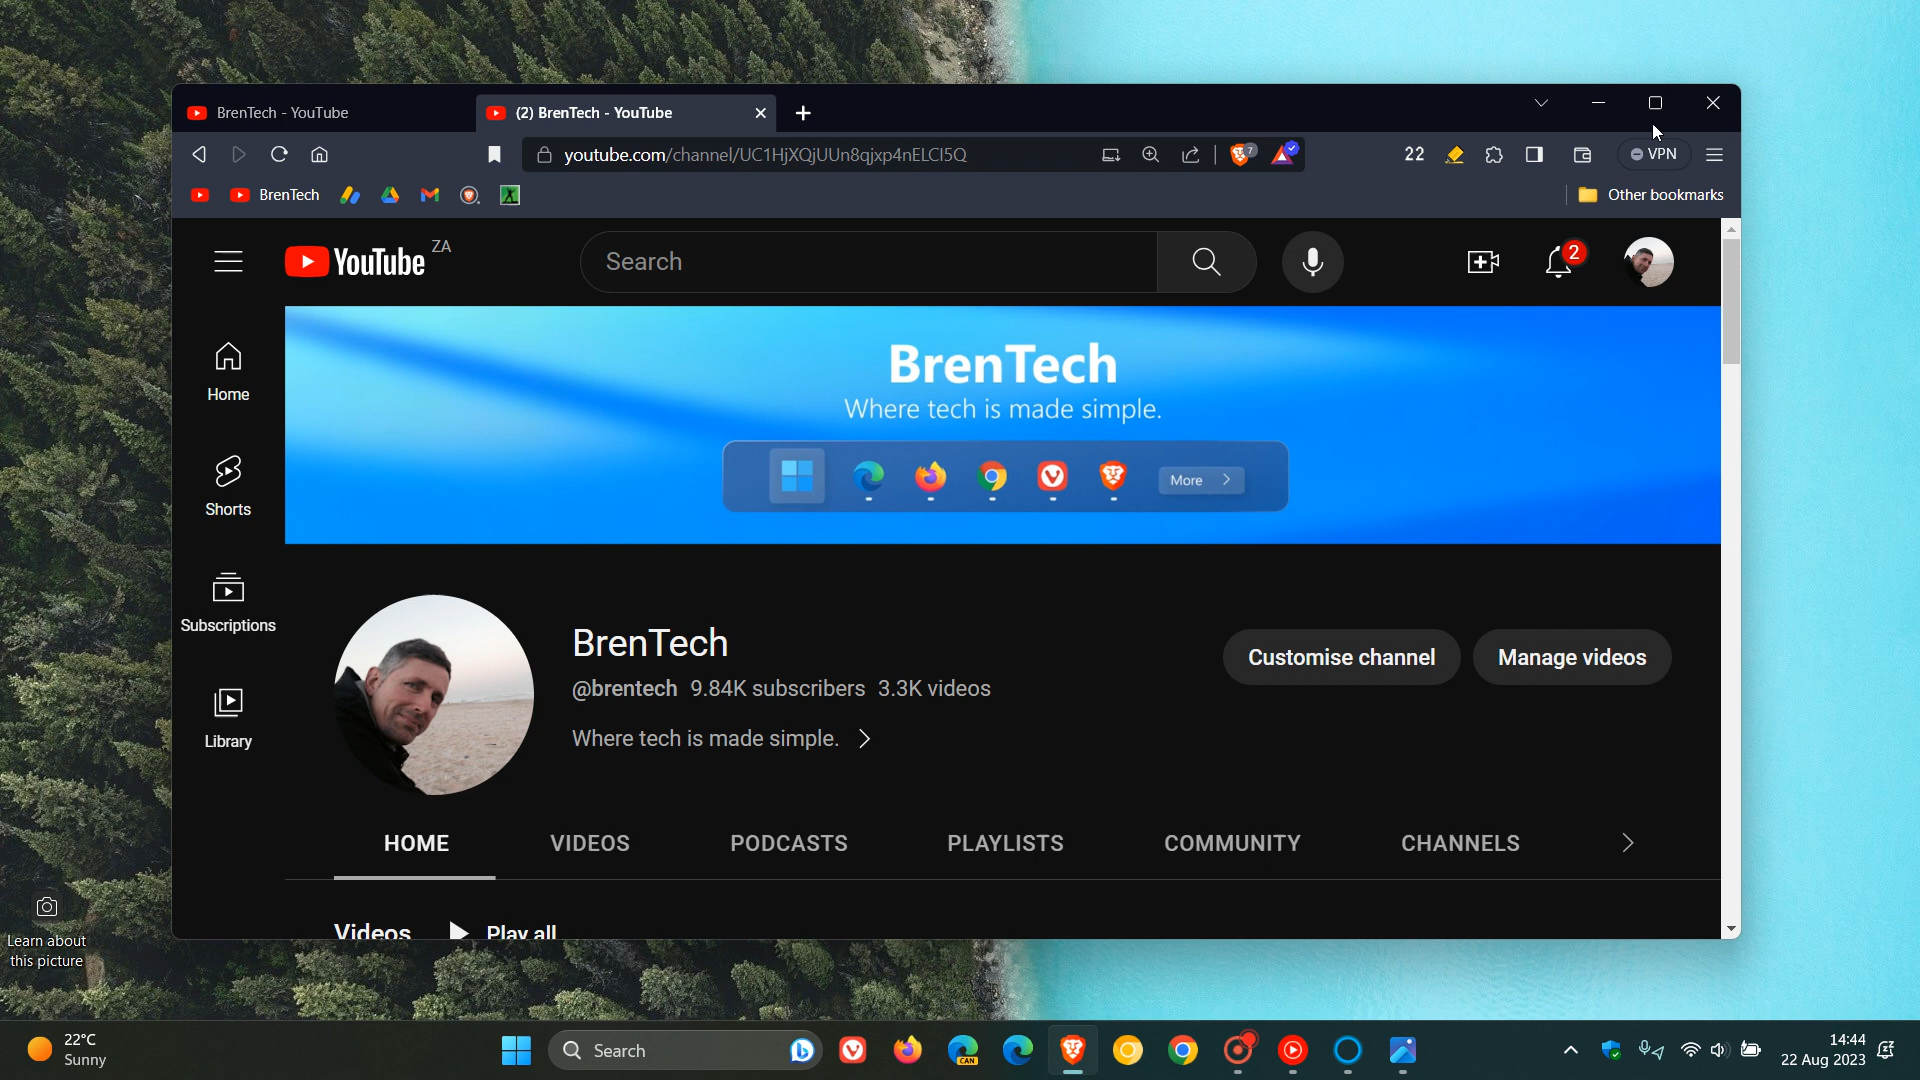 BrenTech - YouTube
(2) BrenTech - YouTube
youtube.com/channel/UC1HjXQjUUn8qjxp4nELCI5Q
7
22
VPN
BrenTech
Other bookmarks
YouTube ZA
Search
2
BrenTech
Where tech is made simple.
More
Home
Shorts
Subscriptions
Library
BrenTech
@brentech 9.84K subscribers 3.3K videos
Where tech is made simple.
Customise channel
Manage videos
HOME
VIDEOS
PODCASTS
PLAYLISTS
COMMUNITY
CHANNELS
Videos
Play all
Learn about
this picture
22°C
Sunny
Search
CAN
14:44
22 Aug 2023